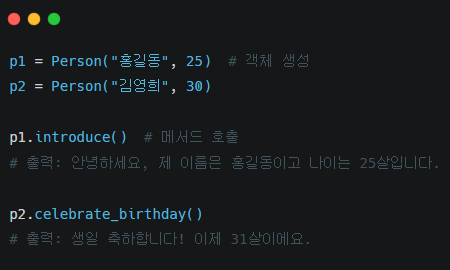 p1 = Person("홍길동", 25)  # 객체 생성
p2 = Person("김영희", 30)
p1.introduce()  # 메서드 호출
# 출력: 안녕하세요, 제 이름은 홍길동이고 나이는 25살입니다.
p2.celebrate_birthday()
# 출력: 생일 축하합니다! 이제 31살이에요.